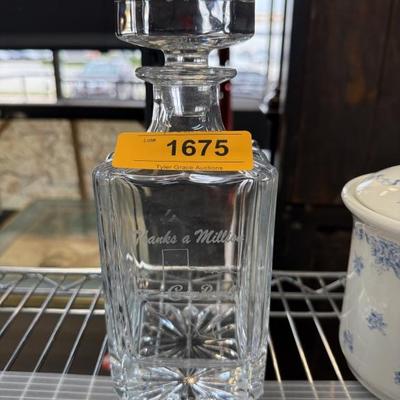 LOT#
1675
Tyler Grace Auctions
Thanks a Million